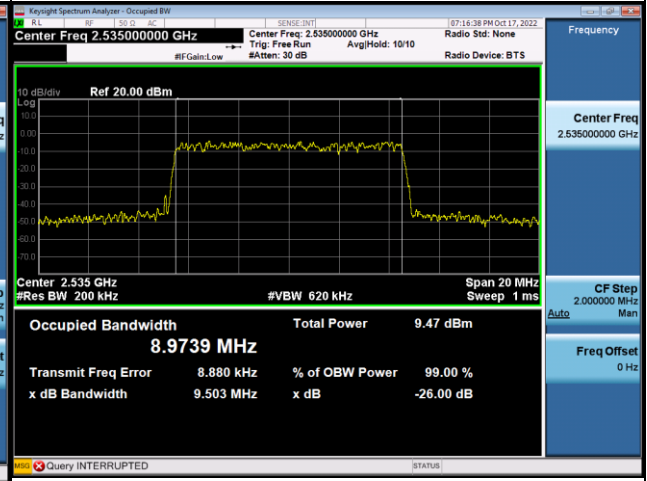 Keysight Spectrum Analyzer - Occupied BW
RL RF 50 Ω AC SENSE:INT 07:16:38 PM Oct 17, 2022
Center Freq 2.535000000 GHz
Center Freq: 2.535000000 GHz Radio Std: None
Trig: Free Run Avg|Hold: 10/10
#IFGain:Low #Atten: 30 dB Radio Device: BTS
Frequency
10 dB/div Ref 20.00 dBm
Log
10.0
0.00
-10.0
-20.0
-30.0
-40.0
-50.0
-60.0
-70.0
Center Freq
2.535000000 GHz
Center 2.535 GHz Span 20 MHz
#Res BW 200 kHz #VBW 620 kHz Sweep 1 ms
CF Step
2.000000 MHz
Auto Man
Occupied Bandwidth Total Power 9.47 dBm
8.9739 MHz
Transmit Freq Error 8.880 kHz % of OBW Power 99.00 %
x dB Bandwidth 9.503 MHz x dB -26.00 dB
Freq Offset
0 Hz
MSG Query INTERRUPTED STATUS